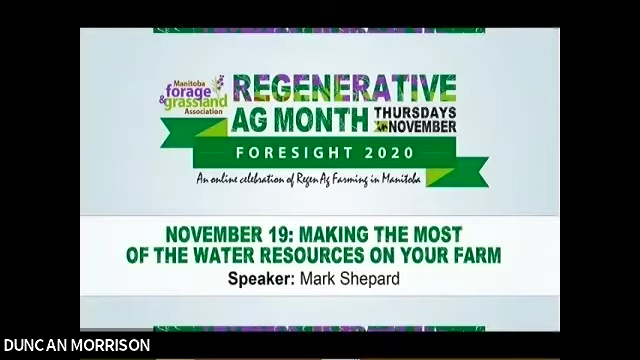 Manitoba
forage
& grassland
Association
REGENERATIVE
AG MONTH THURSDAYS IN NOVEMBER
FORESIGHT 2020
An online celebration of Regen Ag Farming in Manitoba
NOVEMBER 19: MAKING THE MOST
OF THE WATER RESOURCES ON YOUR FARM
Speaker: Mark Shepard
DUNCAN MORRISON